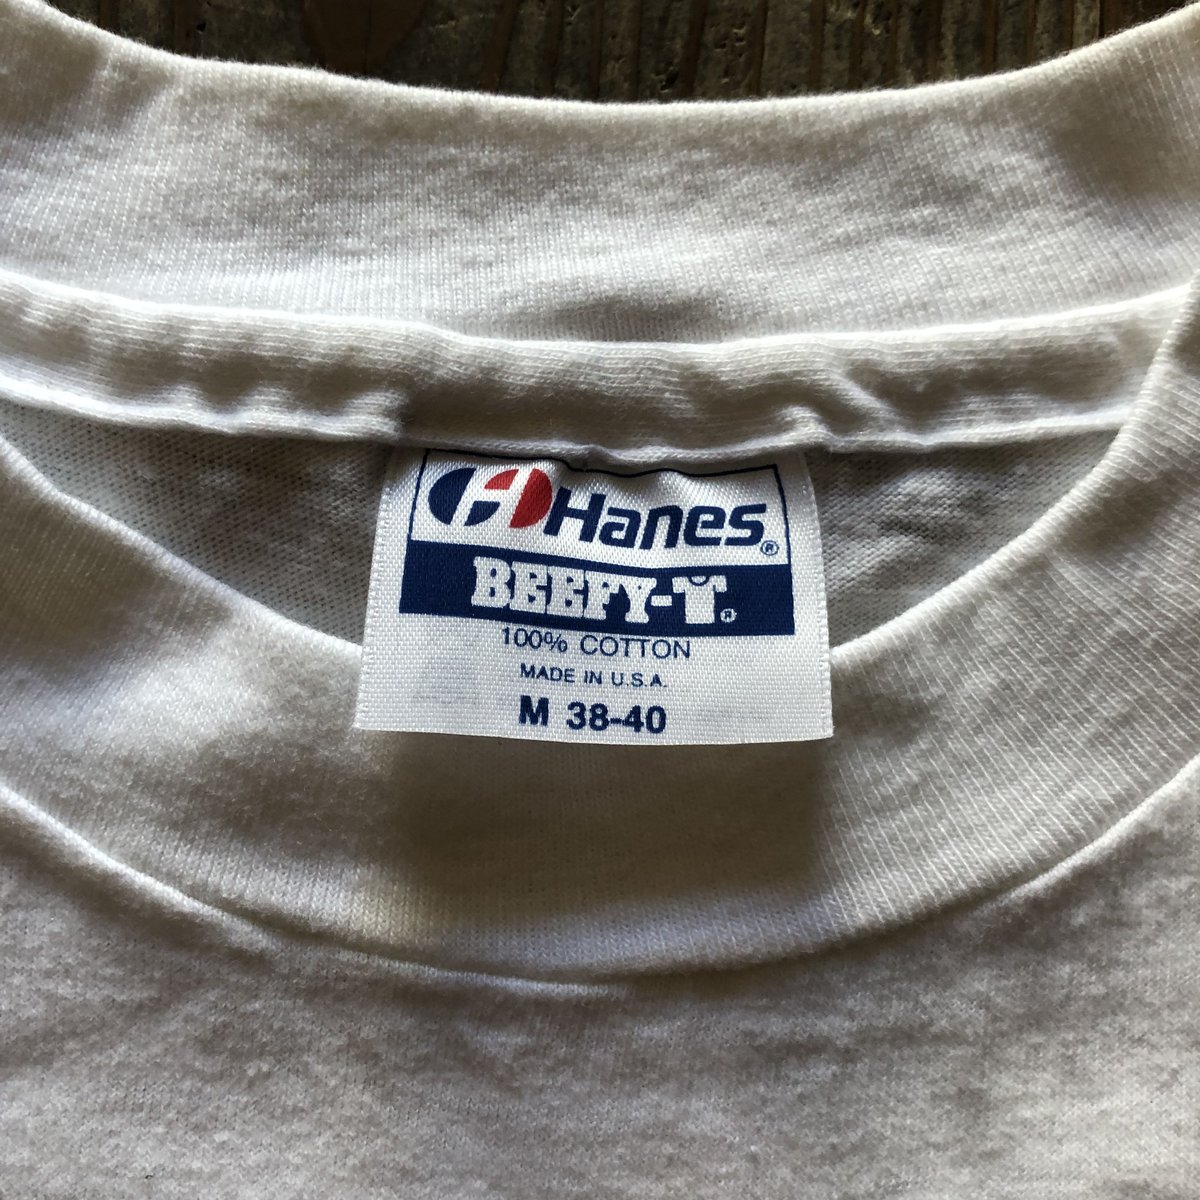 Hanes®
BEEFY-T®
100% COTTON
MADE IN U.S.A.
M 38-40